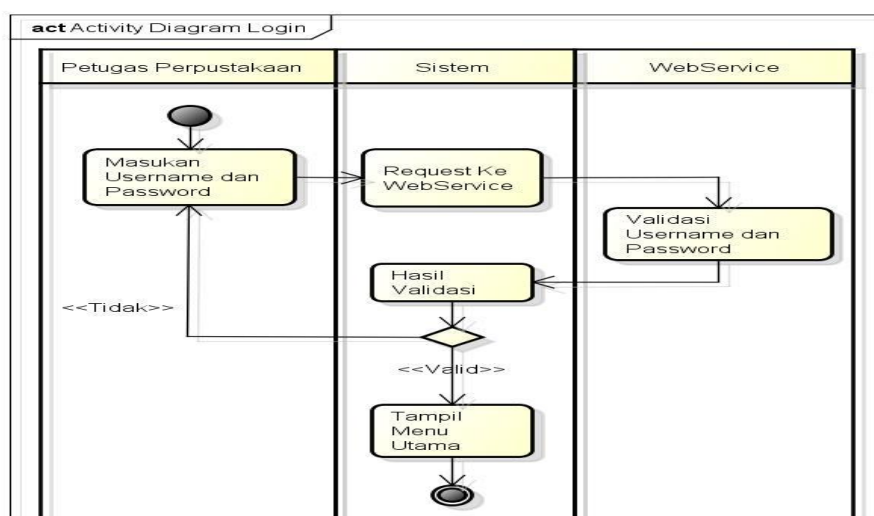 act Activity Diagram Login
Petugas Perpustakaan
Sistem
WebService
Masukan
Username dan
Password
Request Ke
WebService
Validasi
Username dan
Password
Hasil
Validasi
<<Tidak>>
<<Valid>>
Tampil
Menu
Utama